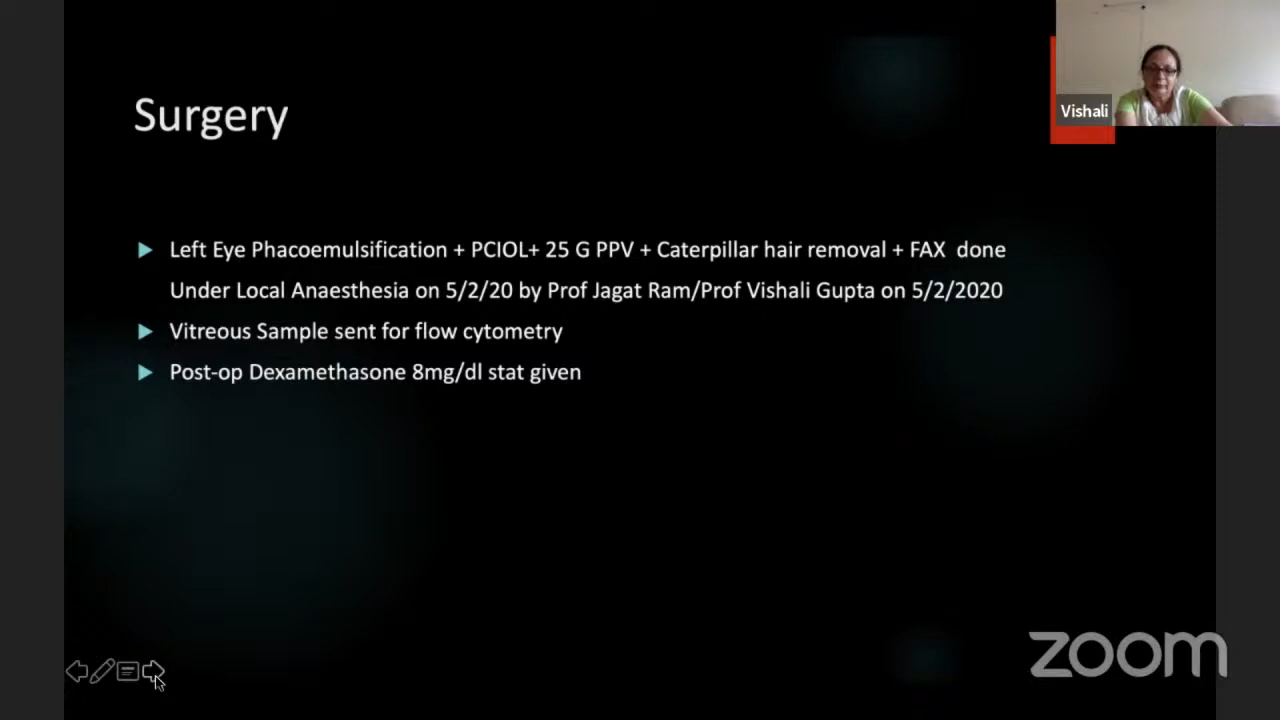 Surgery
Vishali
Left Eye Phacoemulsification + PCIOL+ 25 G PPV + Caterpillar hair removal + FAX done
Under Local Anaesthesia on 5/2/20 by Prof Jagat Ram/Prof Vishali Gupta on 5/2/2020
Vitreous Sample sent for flow cytometry
Post-op Dexamethasone 8mg/dl stat given
zoom